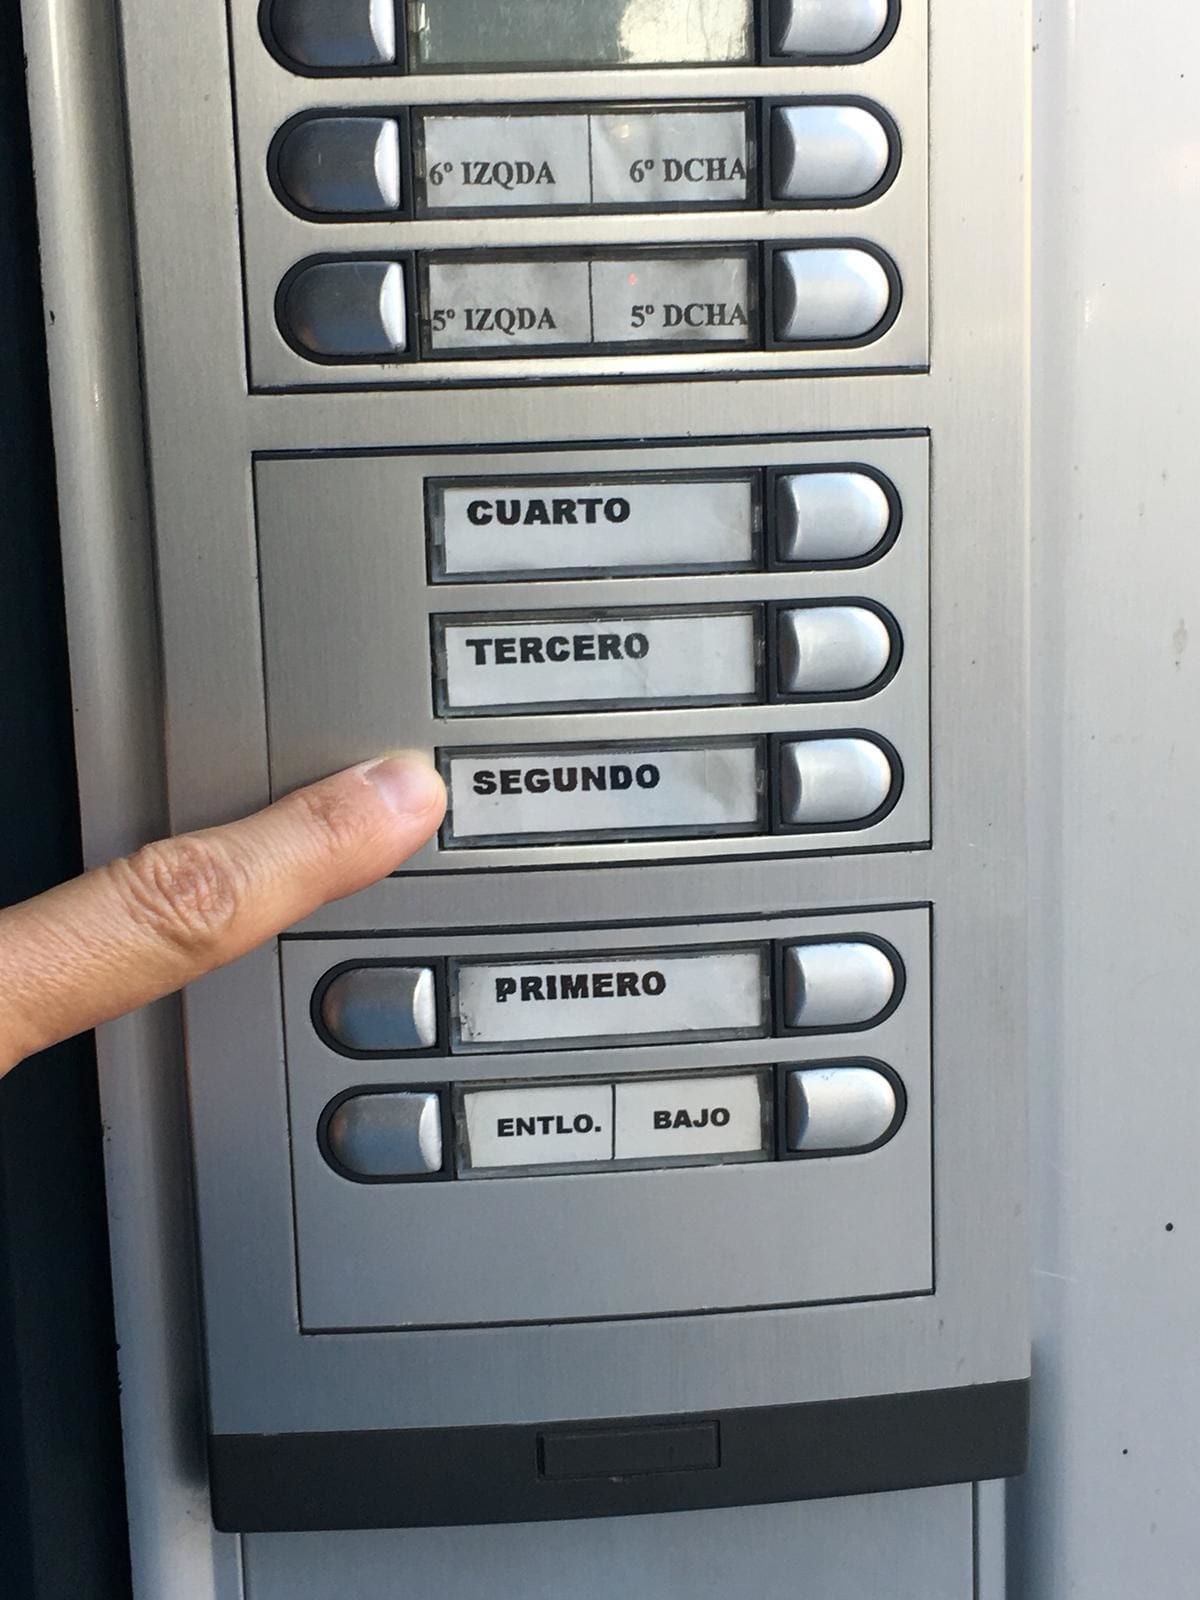 6º IZQDA 6º DCHA
5º IZQDA 5º DCHA
CUARTO
TERCERO
SEGUNDO
PRIMERO
ENTLO. BAJO